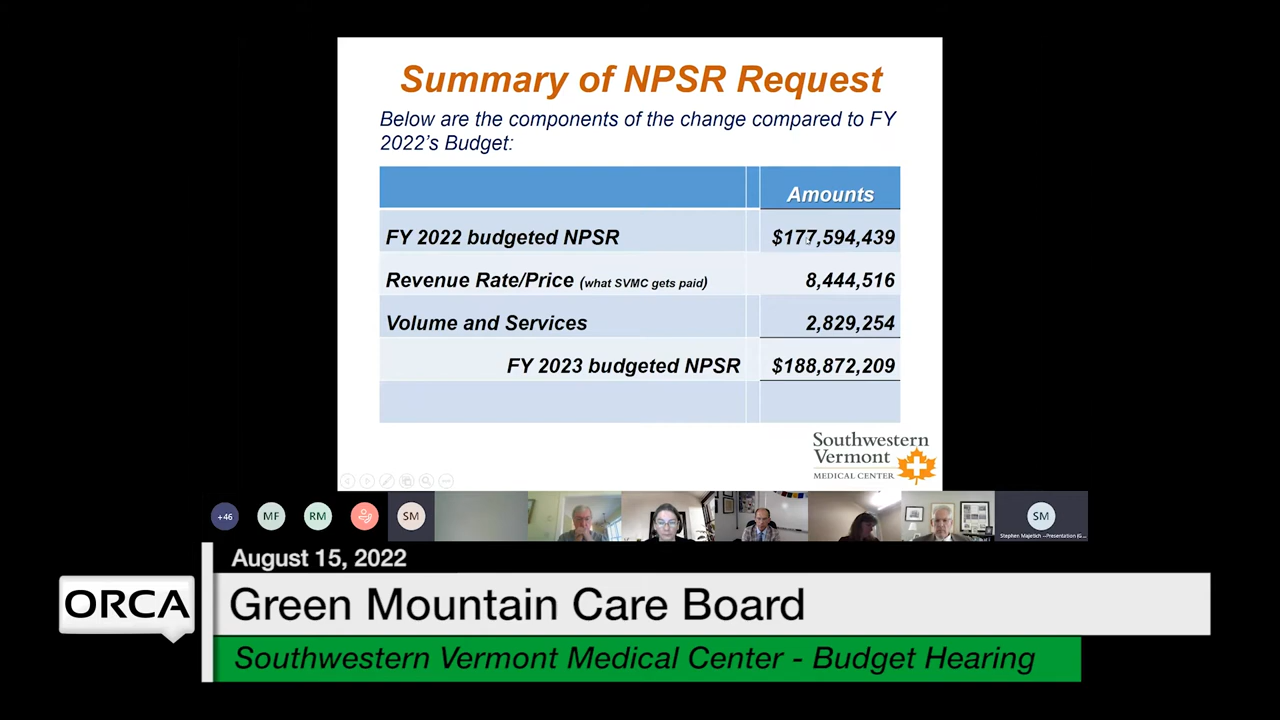 Summary of NPSR Request
Below are the components of the change compared to FY
2022's Budget:
Amounts
FY 2022 budgeted NPSR $177,594,439
Revenue Rate/Price (what SVMC gets paid) 8,444,516
Volume and Services 2,829,254
FY 2023 budgeted NPSR $188,872,209
Southwestern
Vermont
MEDICAL CENTER
+46 MF RM SM SM
Stephen Majetich --Presentation (G...
August 15, 2022
ORCA
Green Mountain Care Board
Southwestern Vermont Medical Center - Budget Hearing